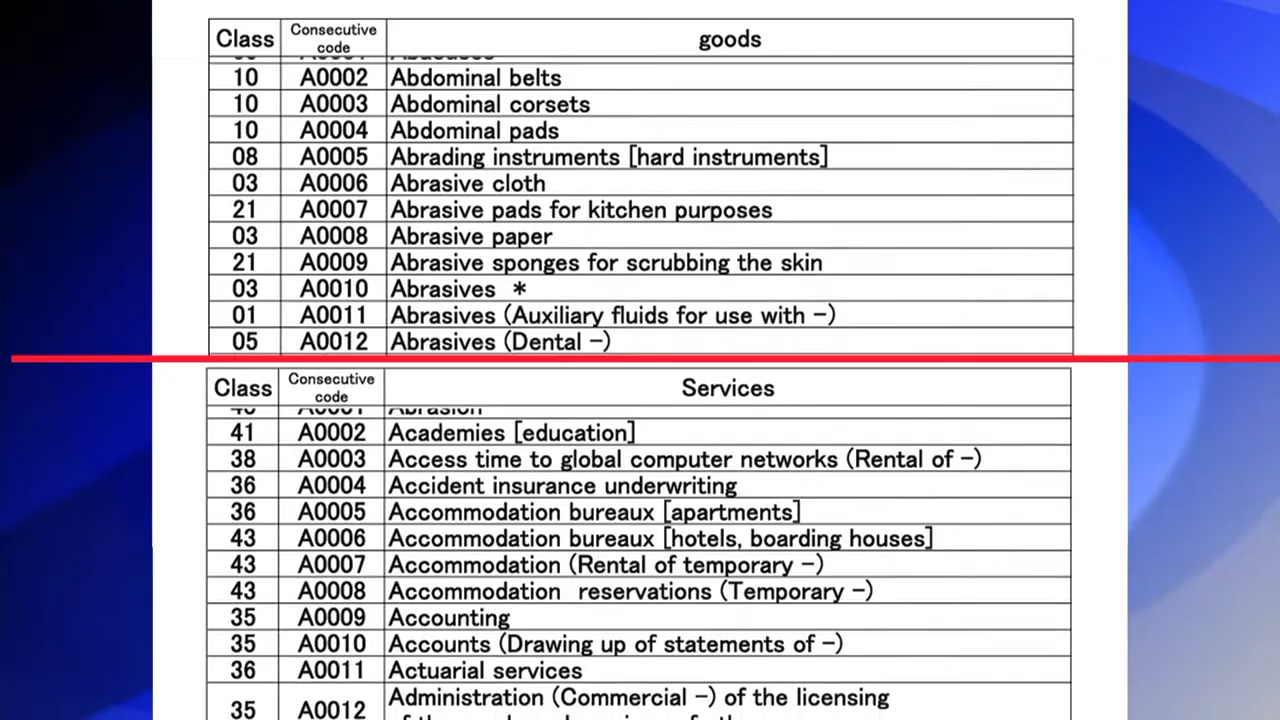 Class Consecutive code goods
10 A0002 Abdominal belts
10 A0003 Abdominal corsets
10 A0004 Abdominal pads
08 A0005 Abrading instruments [hard instruments]
03 A0006 Abrasive cloth
21 A0007 Abrasive pads for kitchen purposes
03 A0008 Abrasive paper
21 A0009 Abrasive sponges for scrubbing the skin
03 A0010 Abrasives *
01 A0011 Abrasives (Auxiliary fluids for use with −)
05 A0012 Abrasives (Dental −)
Class Consecutive code Services
40 A0001 Abrasion
41 A0002 Academies [education]
38 A0003 Access time to global computer networks (Rental of −)
36 A0004 Accident insurance underwriting
36 A0005 Accommodation bureaux [apartments]
43 A0006 Accommodation bureaux [hotels, boarding houses]
43 A0007 Accommodation (Rental of temporary −)
43 A0008 Accommodation reservations (Temporary −)
35 A0009 Accounting
35 A0010 Accounts (Drawing up of statements of −)
36 A0011 Actuarial services
35 A0012 Administration (Commercial −) of the licensing